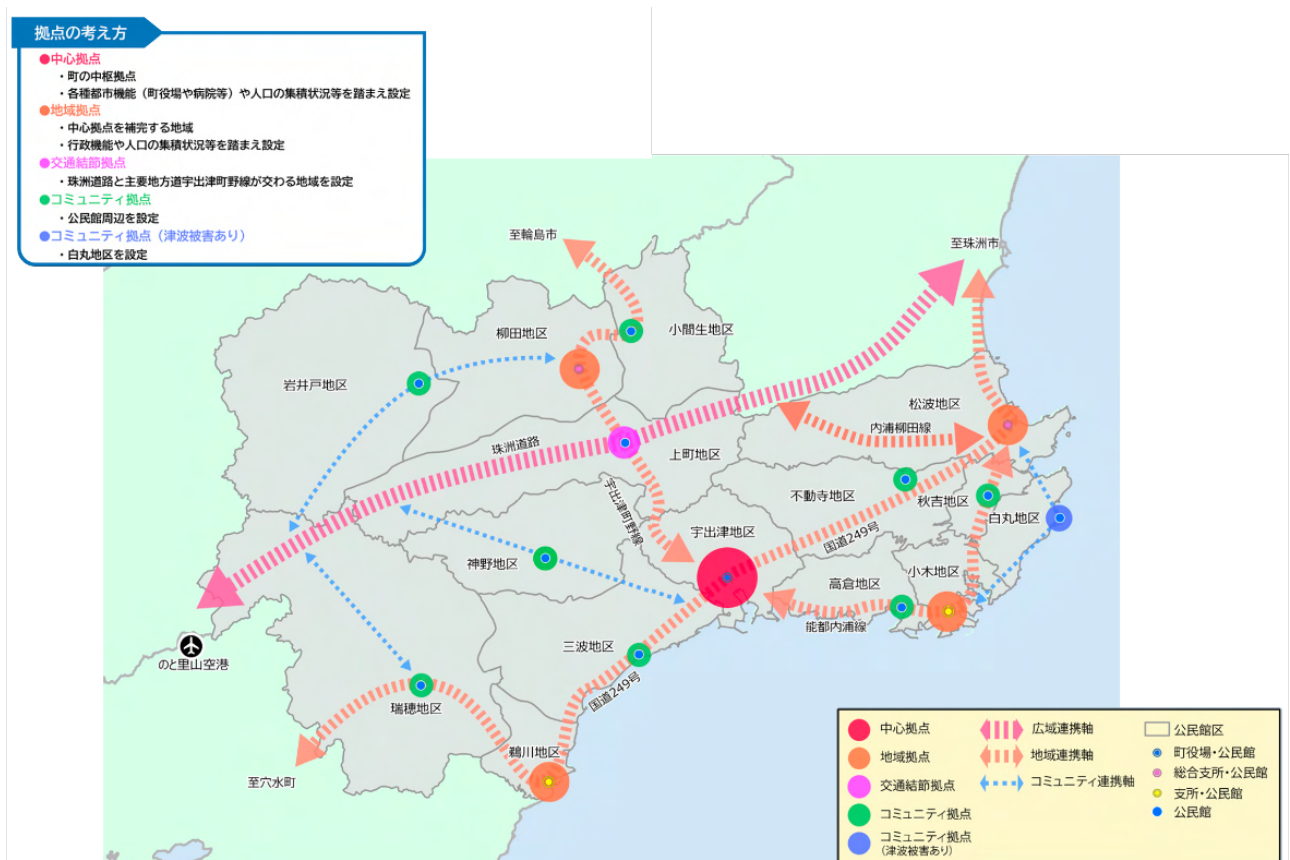 拠点の考え方
●中心拠点
・町の中枢拠点
・各種都市機能（町役場や病院等）や人口の集積状況等を踏まえ設定
●地域拠点
・中心拠点を補完する地域
・行政機能や人口の集積状況等を踏まえ設定
●交通結節拠点
・珠洲道路と主要地方道宇出津町野線が交わる地域を設定
●コミュニティ拠点
・公民館周辺を設定
●コミュニティ拠点（津波被害あり）
・白丸地区を設定
至輪島市
至珠洲市
柳田地区
小間生地区
岩井戸地区
松波地区
内浦柳田線
珠洲道路
上町地区
不動寺地区
秋吉地区
白丸地区
宇出津町野線
宇出津地区
国道249号
神野地区
高倉地区
小木地区
能都内浦線
三波地区
のと里山空港
国道249号
瑞穂地区
鵜川地区
至穴水町
中心拠点
地域拠点
交通結節拠点
コミュニティ拠点
コミュニティ拠点
（津波被害あり）
広域連携軸
地域連携軸
コミュニティ連携軸
公民館区
町役場・公民館
総合支所・公民館
支所・公民館
公民館